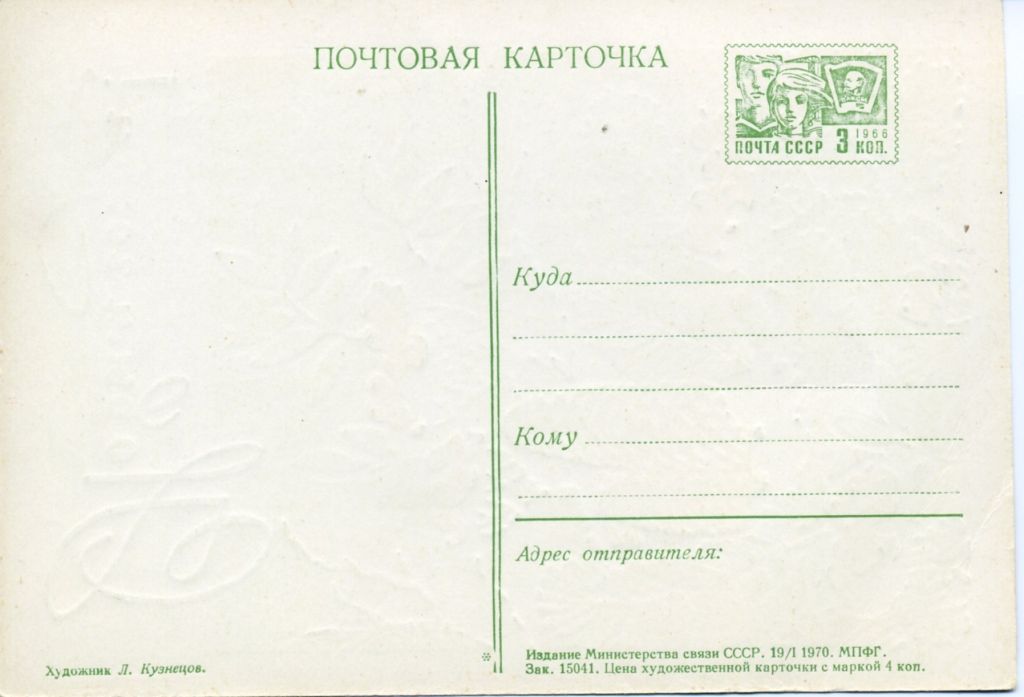 ПОЧТОВАЯ КАРТОЧКА
ПОЧТА СССР 3 1966 КОП.
Куда
Кому
Адрес отправителя:
Художник Л. Кузнецов.
Издание Министерства связи СССР. 19/I 1970. МПФГ.
Зак. 15041. Цена художественной карточки с маркой 4 коп.